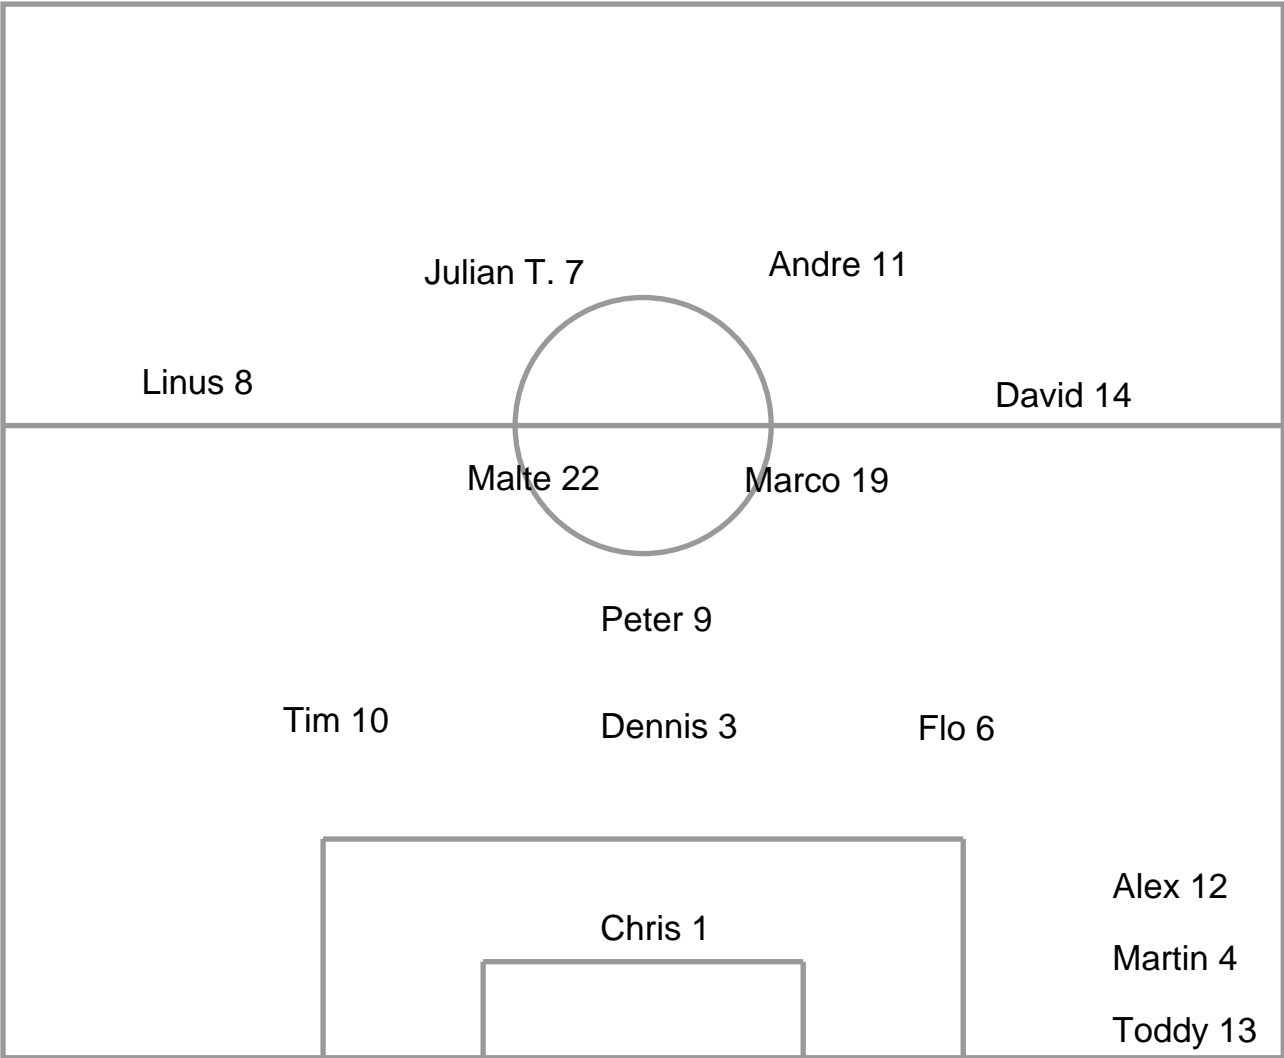 Julian T. 7
Andre 11
Linus 8
David 14
Malte 22
Marco 19
Peter 9
Tim 10
Dennis 3
Flo 6
Alex 12
Chris 1
Martin 4
Toddy 13